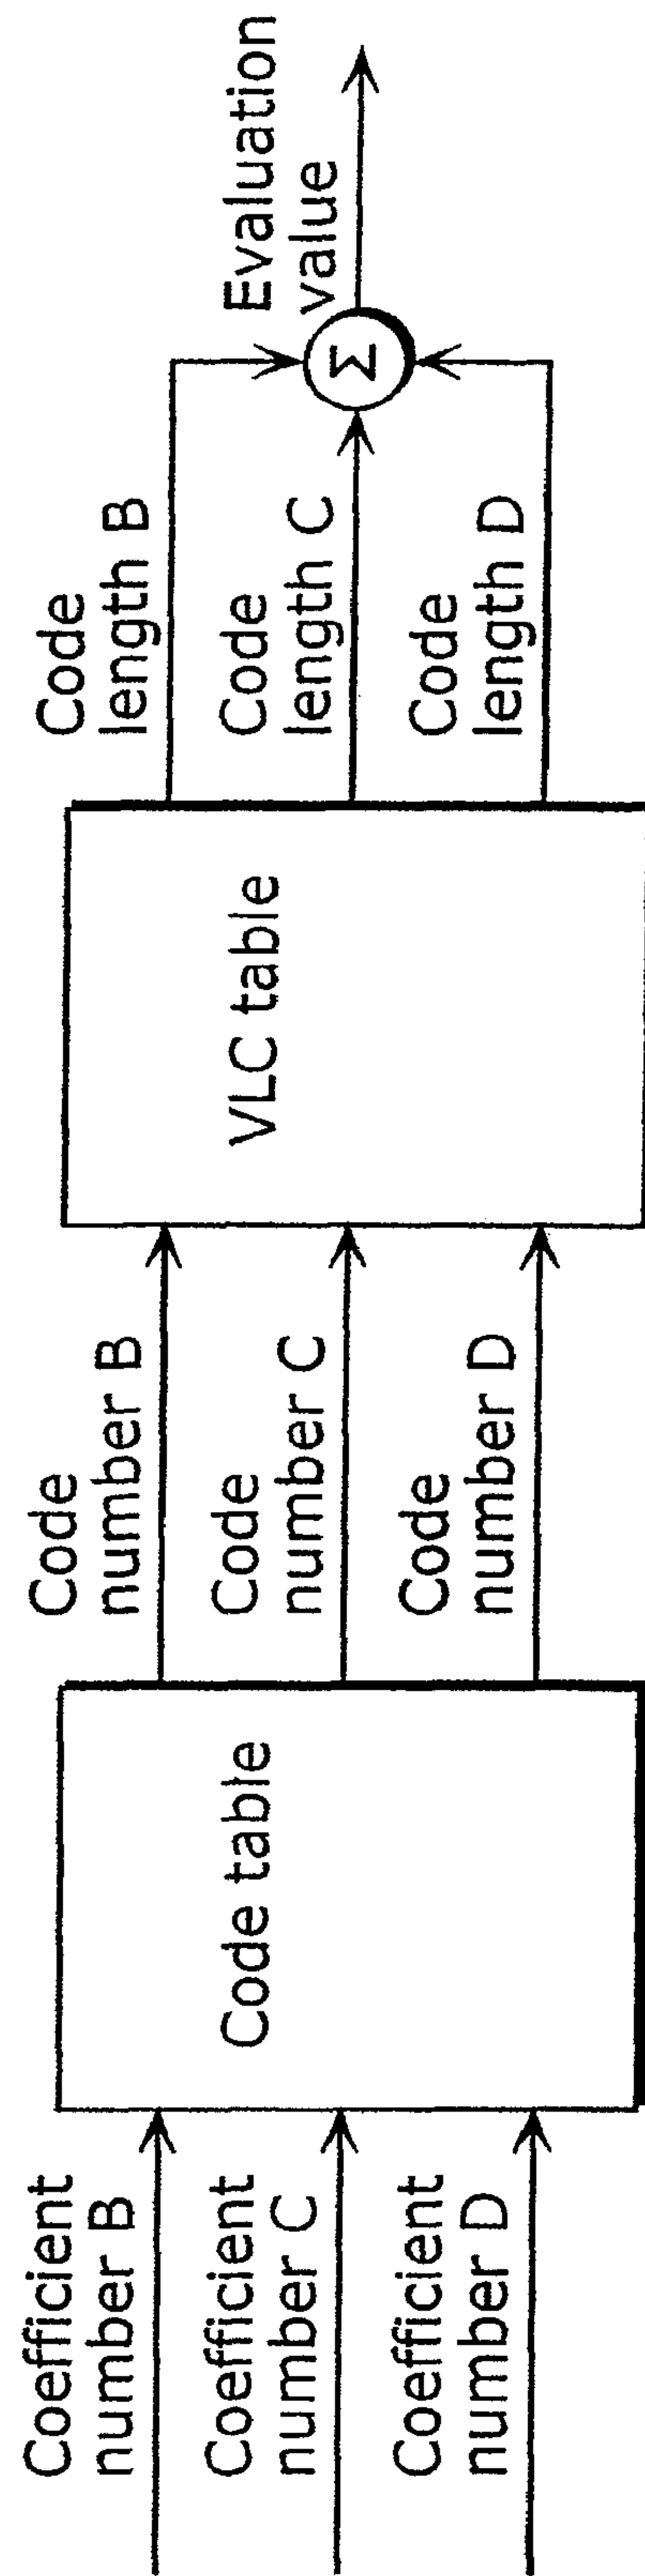 Coefficient
number B
Coefficient
number C
Coefficient
number D
Code table
Code
number B
Code
number C
Code
number D
VLC table
Code
length B
Code
length C
Code
length D
Σ
Evaluation
value